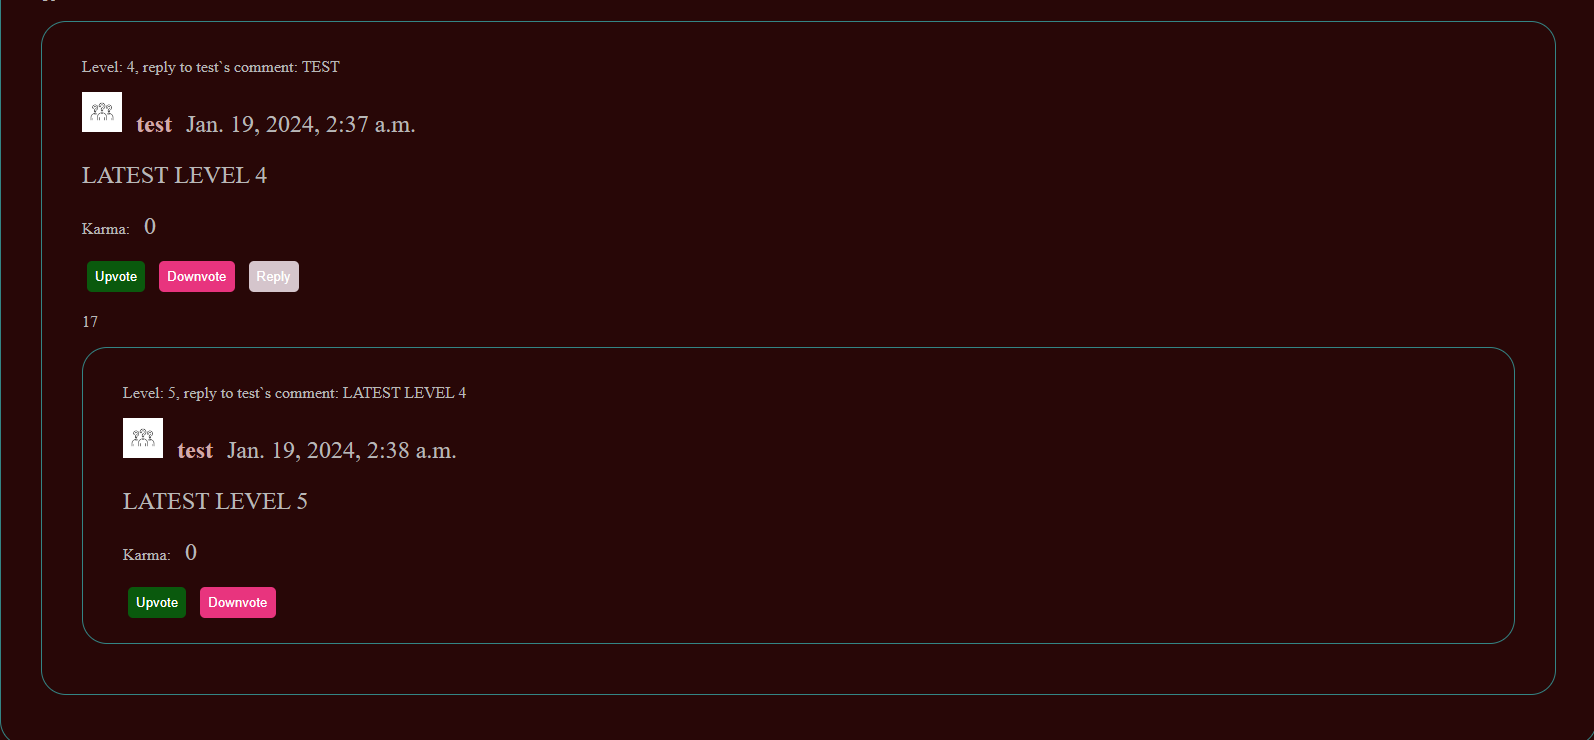 Level: 4, reply to test`s comment: TEST
test Jan. 19, 2024, 2:37 a.m.
LATEST LEVEL 4
Karma: 0
Upvote Downvote Reply
17
Level: 5, reply to test`s comment: LATEST LEVEL 4
test Jan. 19, 2024, 2:38 a.m.
LATEST LEVEL 5
Karma: 0
Upvote Downvote